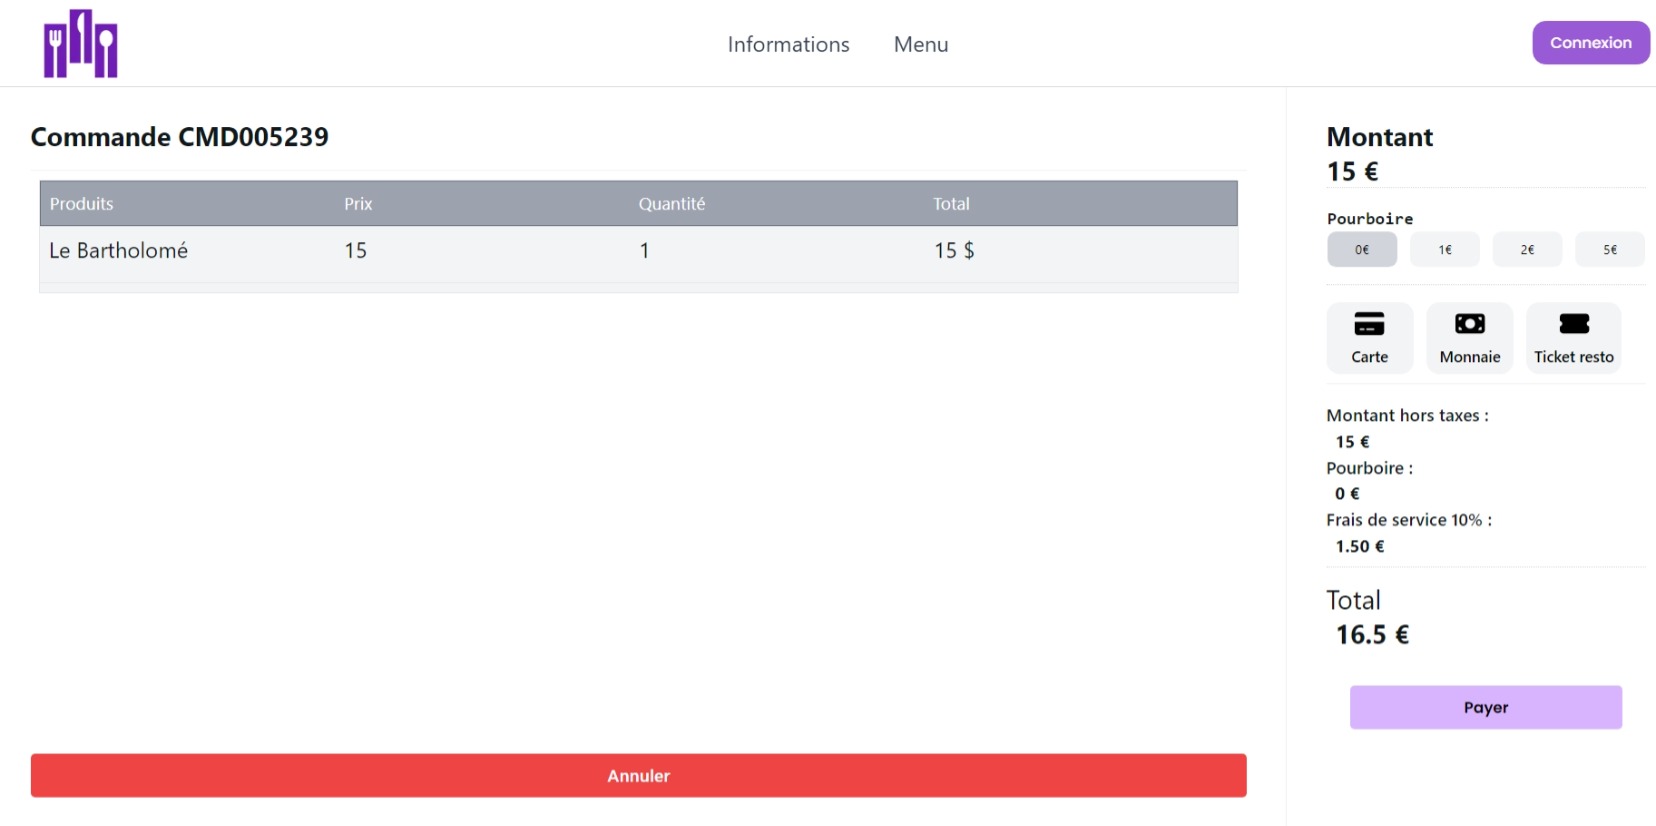 Informations Menu Connexion
Commande CMD005239
Produits Prix Quantité Total
Le Bartholomé 15 1 15 $
Annuler
Montant
15 €
Pourboire
0€ 1€ 2€ 5€
Carte Monnaie Ticket resto
Montant hors taxes :
15 €
Pourboire :
0 €
Frais de service 10% :
1.50 €
Total
16.5 €
Payer